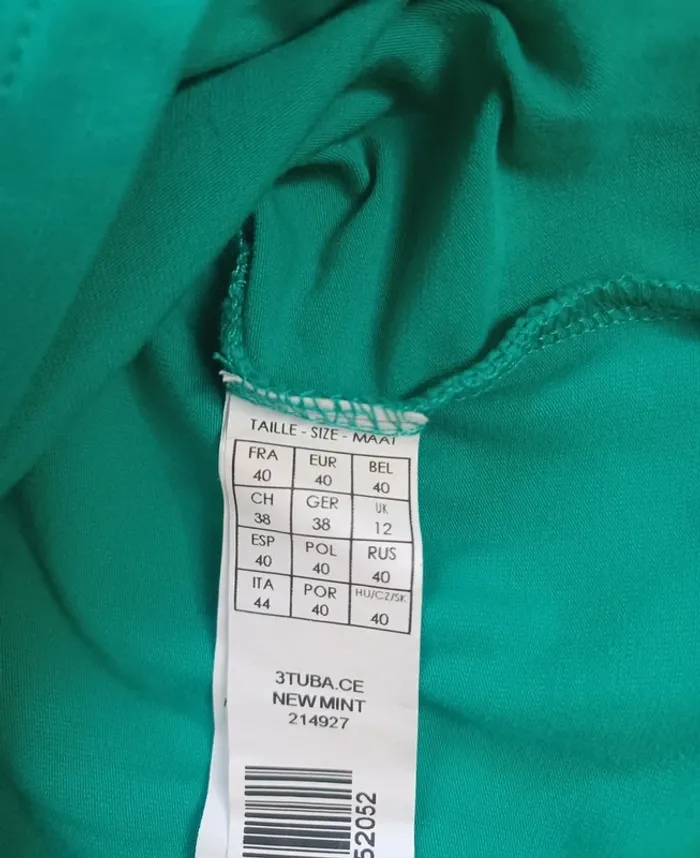 TAILLE - SIZE - MAAT
FRA EUR BEL
40 40 40
CH GER UK
38 38 12
ESP POL RUS
40 40 40
ITA POR HU/CZ/SK
44 40 40
3TUBA.CE
NEW MINT
214927
52052